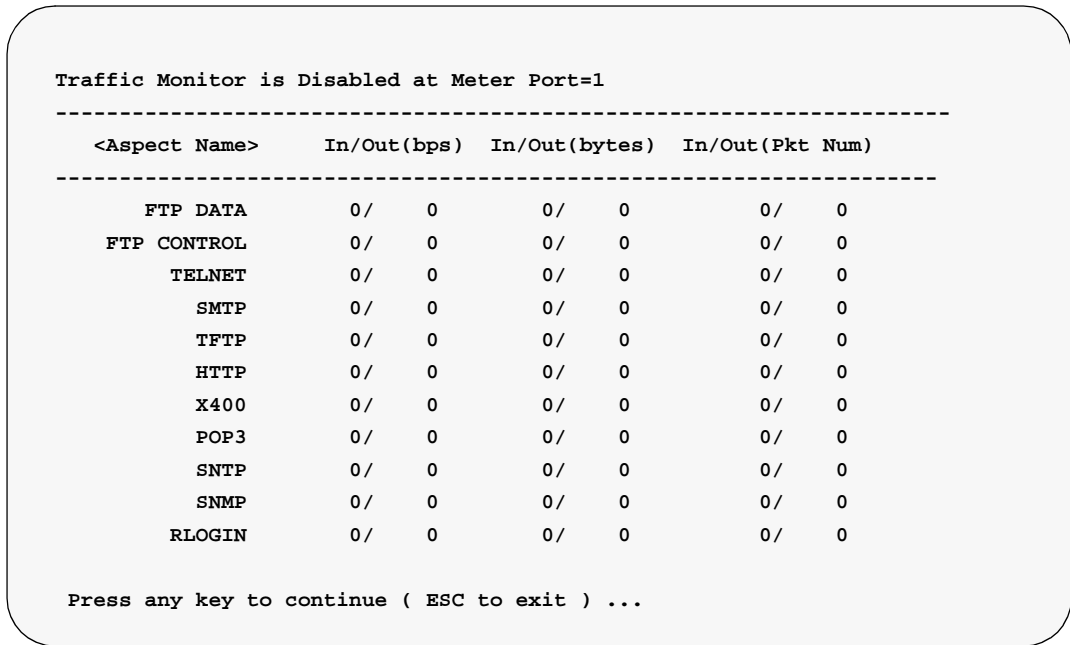 Traffic Monitor is Disabled at Meter Port=1
----------------------------------------------------------------------
<Aspect Name> In/Out(bps) In/Out(bytes) In/Out(Pkt Num)
---------------------------------------------------------------------
FTP DATA 0/ 0 0/ 0 0/ 0
FTP CONTROL 0/ 0 0/ 0 0/ 0
TELNET 0/ 0 0/ 0 0/ 0
SMTP 0/ 0 0/ 0 0/ 0
TFTP 0/ 0 0/ 0 0/ 0
HTTP 0/ 0 0/ 0 0/ 0
X400 0/ 0 0/ 0 0/ 0
POP3 0/ 0 0/ 0 0/ 0
SNTP 0/ 0 0/ 0 0/ 0
SNMP 0/ 0 0/ 0 0/ 0
RLOGIN 0/ 0 0/ 0 0/ 0
Press any key to continue ( ESC to exit ) ...